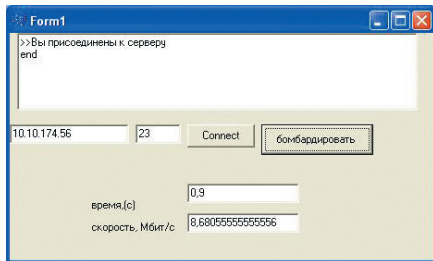 Form1
>>Вы присоединены к серверу
end
10.10.174.56 23 Connect бомбардировать
0,9
время,(с)
8,68055555555556
скорость, Мбит/с